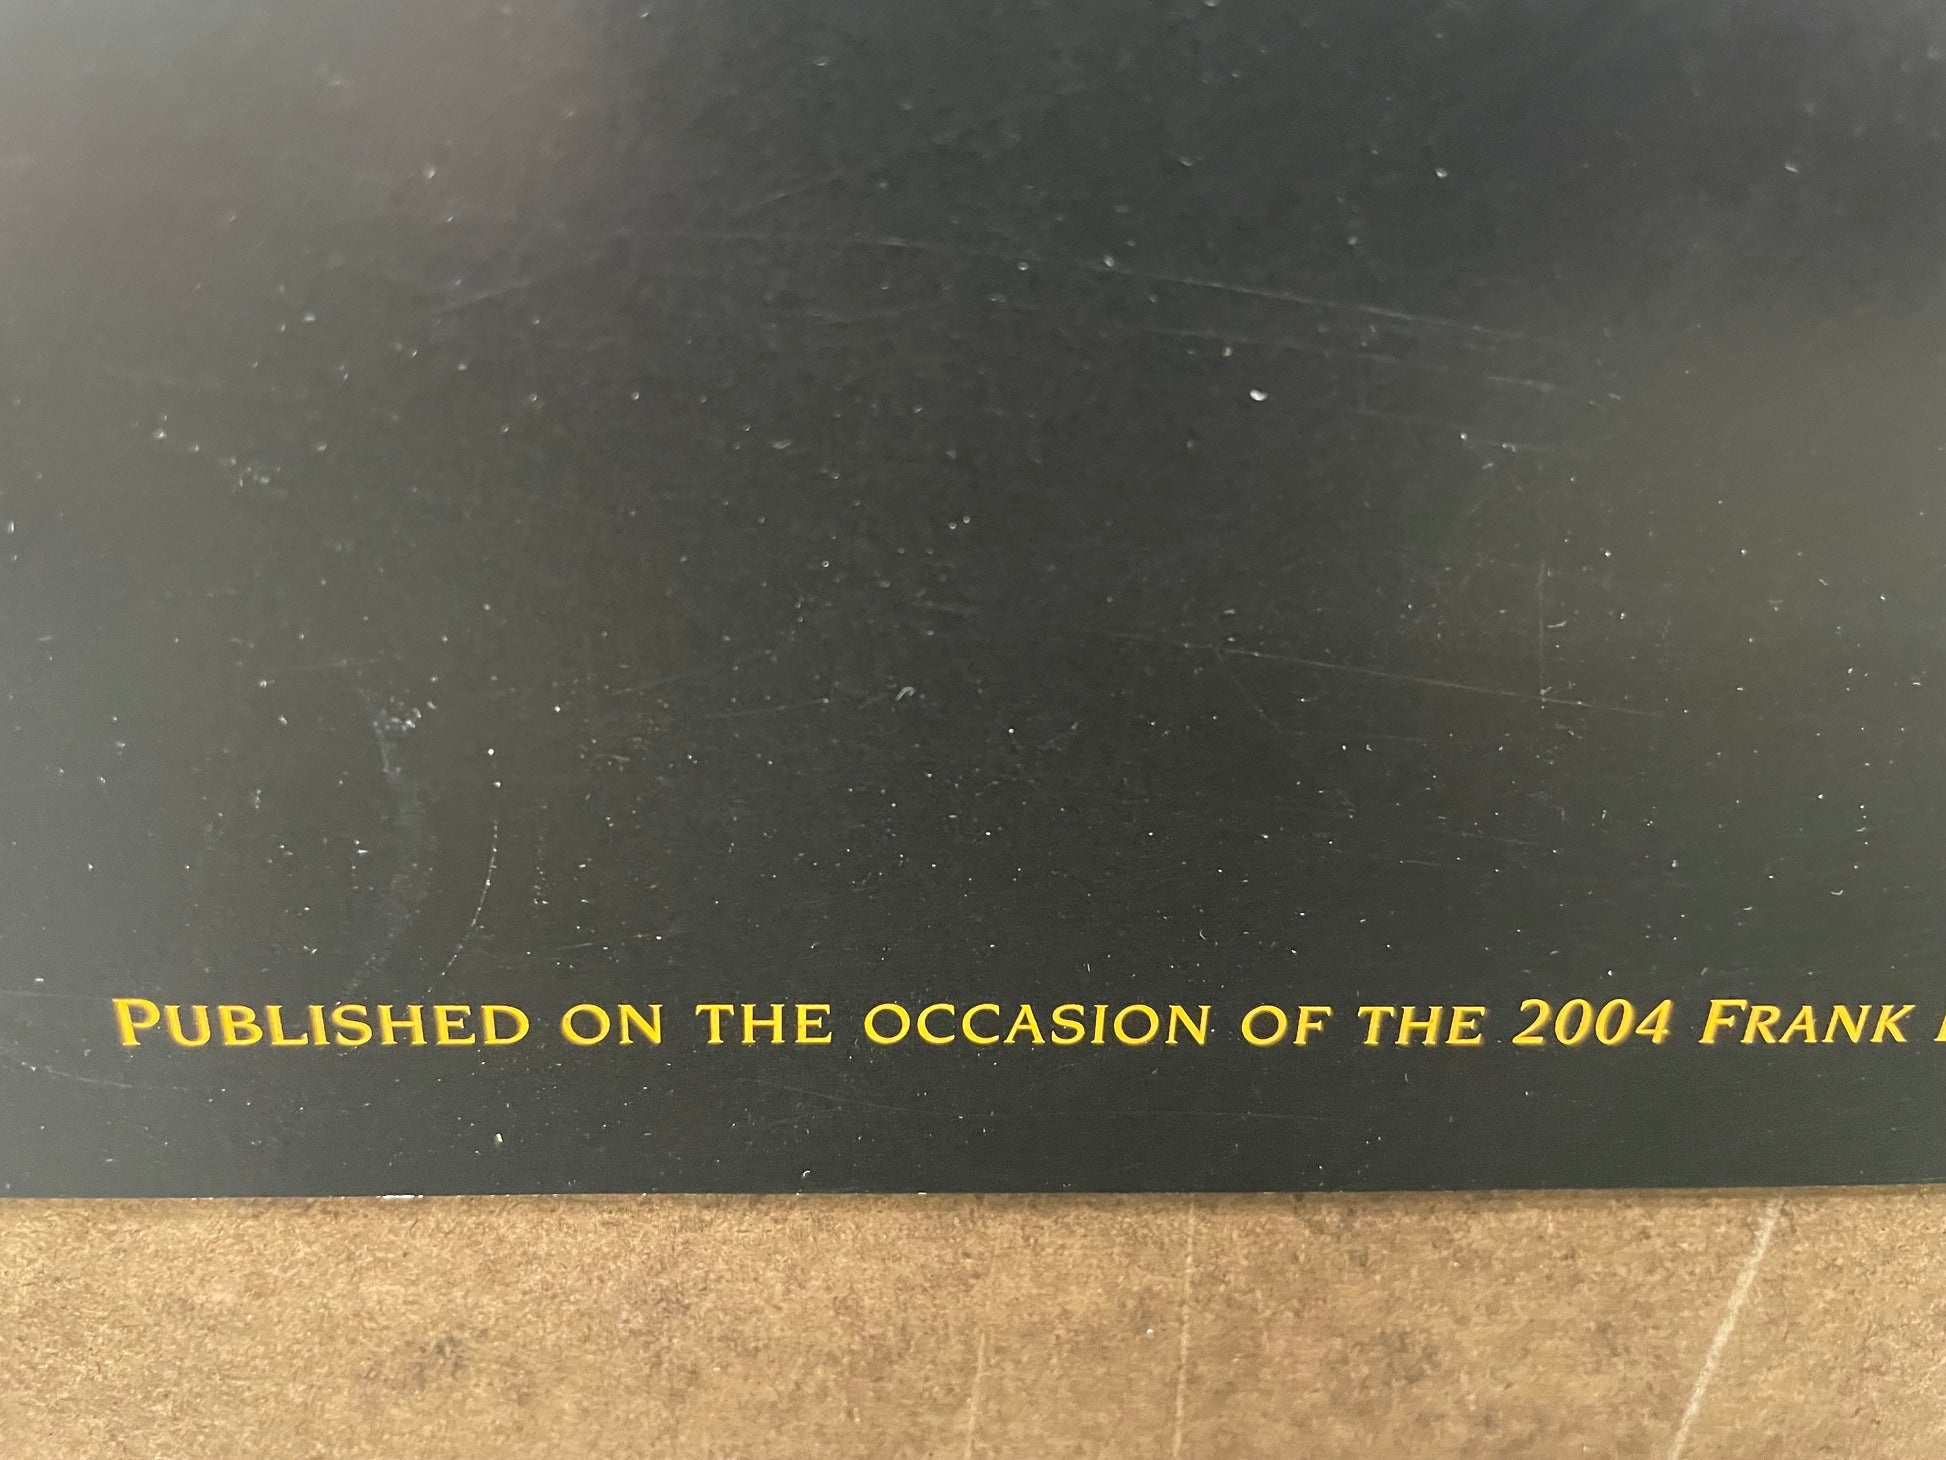 PUBLISHED ON THE OCCASION OF THE 2004 FRANK